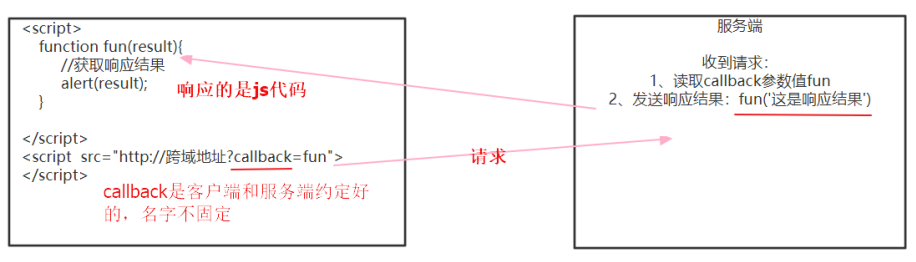 <script>
function fun(result){
//获取响应结果
alert(result);
}
响应的是js代码
</script>
<script src="http://跨域地址?callback=fun">
</script>
callback是客户端和服务端约定好
的，名字不固定
请求
服务端
收到请求：
1、读取callback参数值fun
2、发送响应结果：fun('这是响应结果')